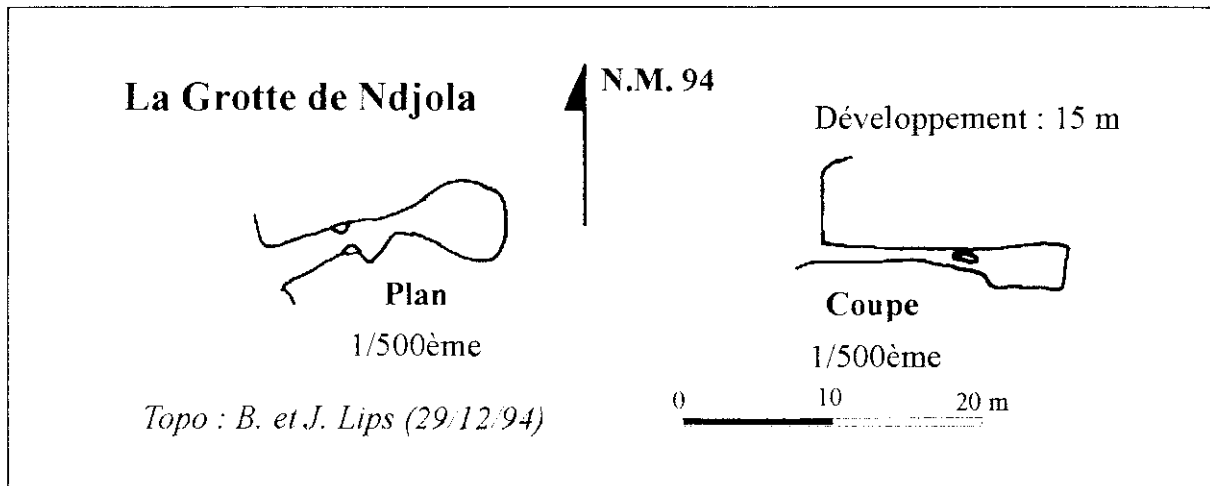 La Grotte de Ndjola
N.M. 94
Développement : 15 m
Plan
1/500ème
Coupe
1/500ème
Topo : B. et J. Lips (29/12/94)
0 10 20 m